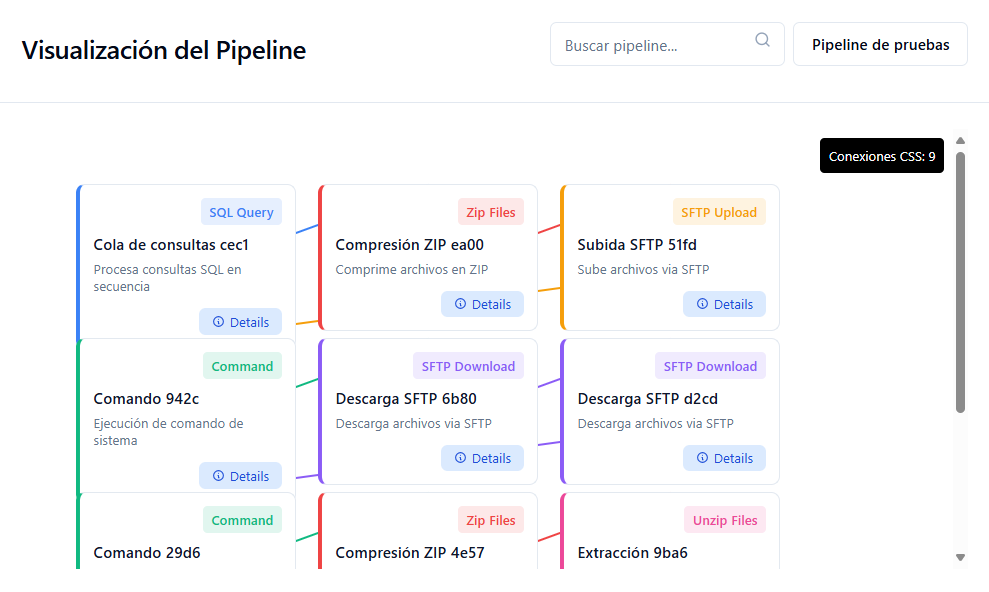 Visualización del Pipeline
Buscar pipeline...
Pipeline de pruebas
Conexiones CSS: 9
SQL Query
Cola de consultas cec1
Procesa consultas SQL en
secuencia
Details
Zip Files
Compresión ZIP ea00
Comprime archivos en ZIP
Details
SFTP Upload
Subida SFTP 51fd
Sube archivos via SFTP
Details
Command
Comando 942c
Ejecución de comando de
sistema
Details
SFTP Download
Descarga SFTP 6b80
Descarga archivos via SFTP
Details
SFTP Download
Descarga SFTP d2cd
Descarga archivos via SFTP
Details
Command
Comando 29d6
Zip Files
Compresión ZIP 4e57
Unzip Files
Extracción 9ba6